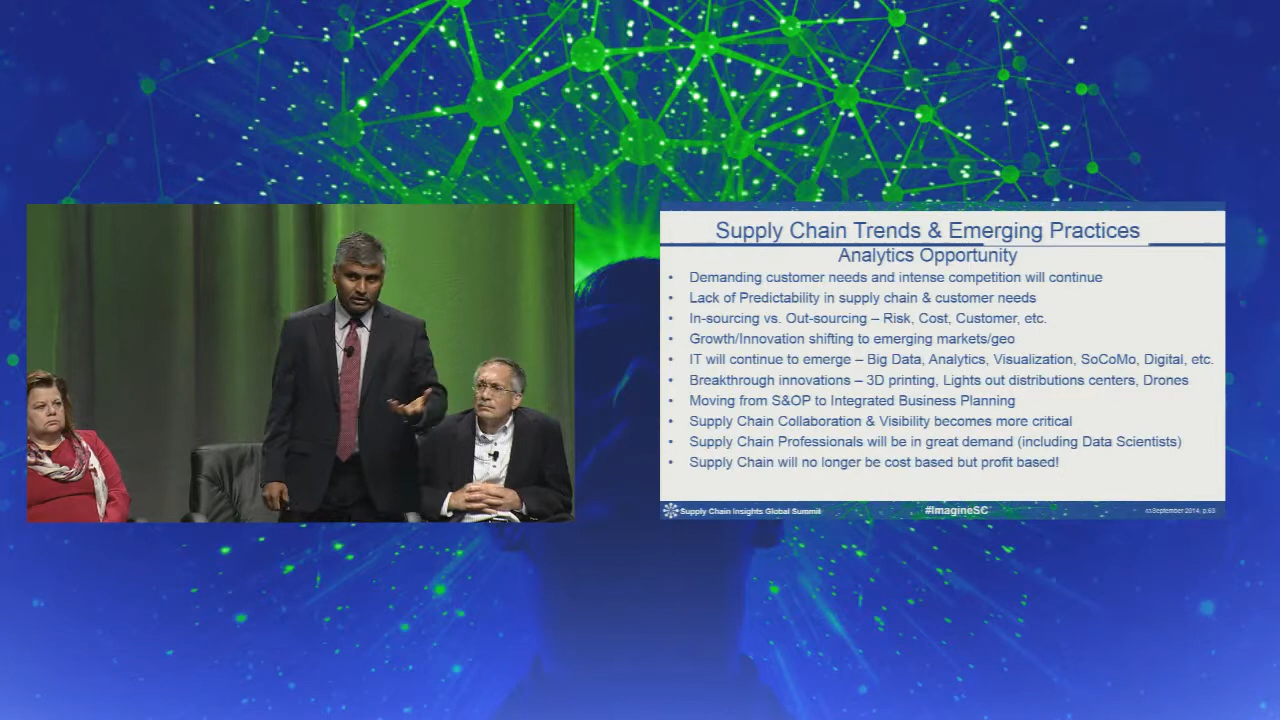 Supply Chain Trends & Emerging Practices
Analytics Opportunity
• Demanding customer needs and intense competition will continue
• Lack of Predictability in supply chain & customer needs
• In-sourcing vs. Out-sourcing – Risk, Cost, Customer, etc.
• Growth/Innovation shifting to emerging markets/geo
• IT will continue to emerge – Big Data, Analytics, Visualization, SoCoMo, Digital, etc.
• Breakthrough innovations – 3D printing, Lights out distributions centers, Drones
• Moving from S&OP to Integrated Business Planning
• Supply Chain Collaboration & Visibility becomes more critical
• Supply Chain Professionals will be in great demand (including Data Scientists)
• Supply Chain will no longer be cost based but profit based!
Supply Chain Insights Global Summit
#ImagineSC
September 2014, p.63